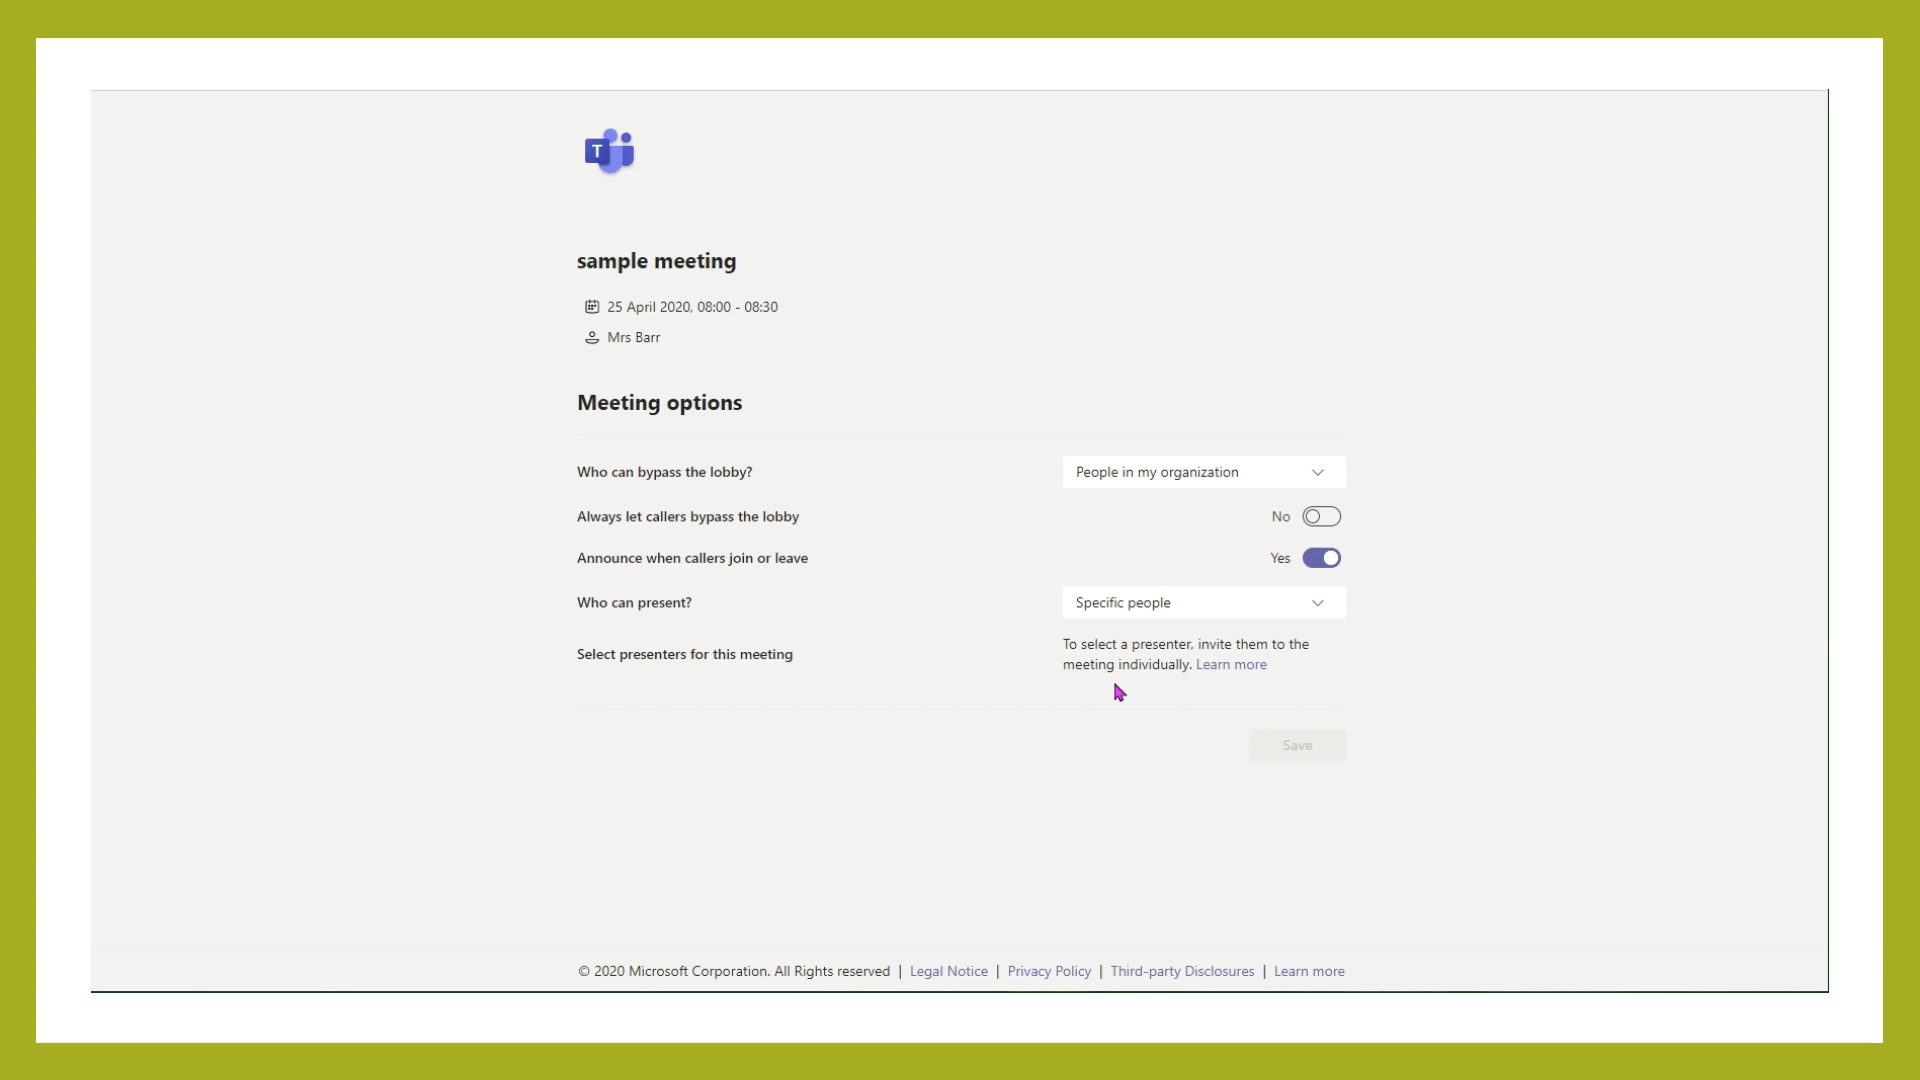 T
sample meeting
25 April 2020, 08:00 - 08:30
Mrs Barr
Meeting options
Who can bypass the lobby? People in my organization
Always let callers bypass the lobby No
Announce when callers join or leave Yes
Who can present? Specific people
Select presenters for this meeting
To select a presenter, invite them to the
meeting individually. Learn more
Save
© 2020 Microsoft Corporation. All Rights reserved | Legal Notice | Privacy Policy | Third-party Disclosures | Learn more